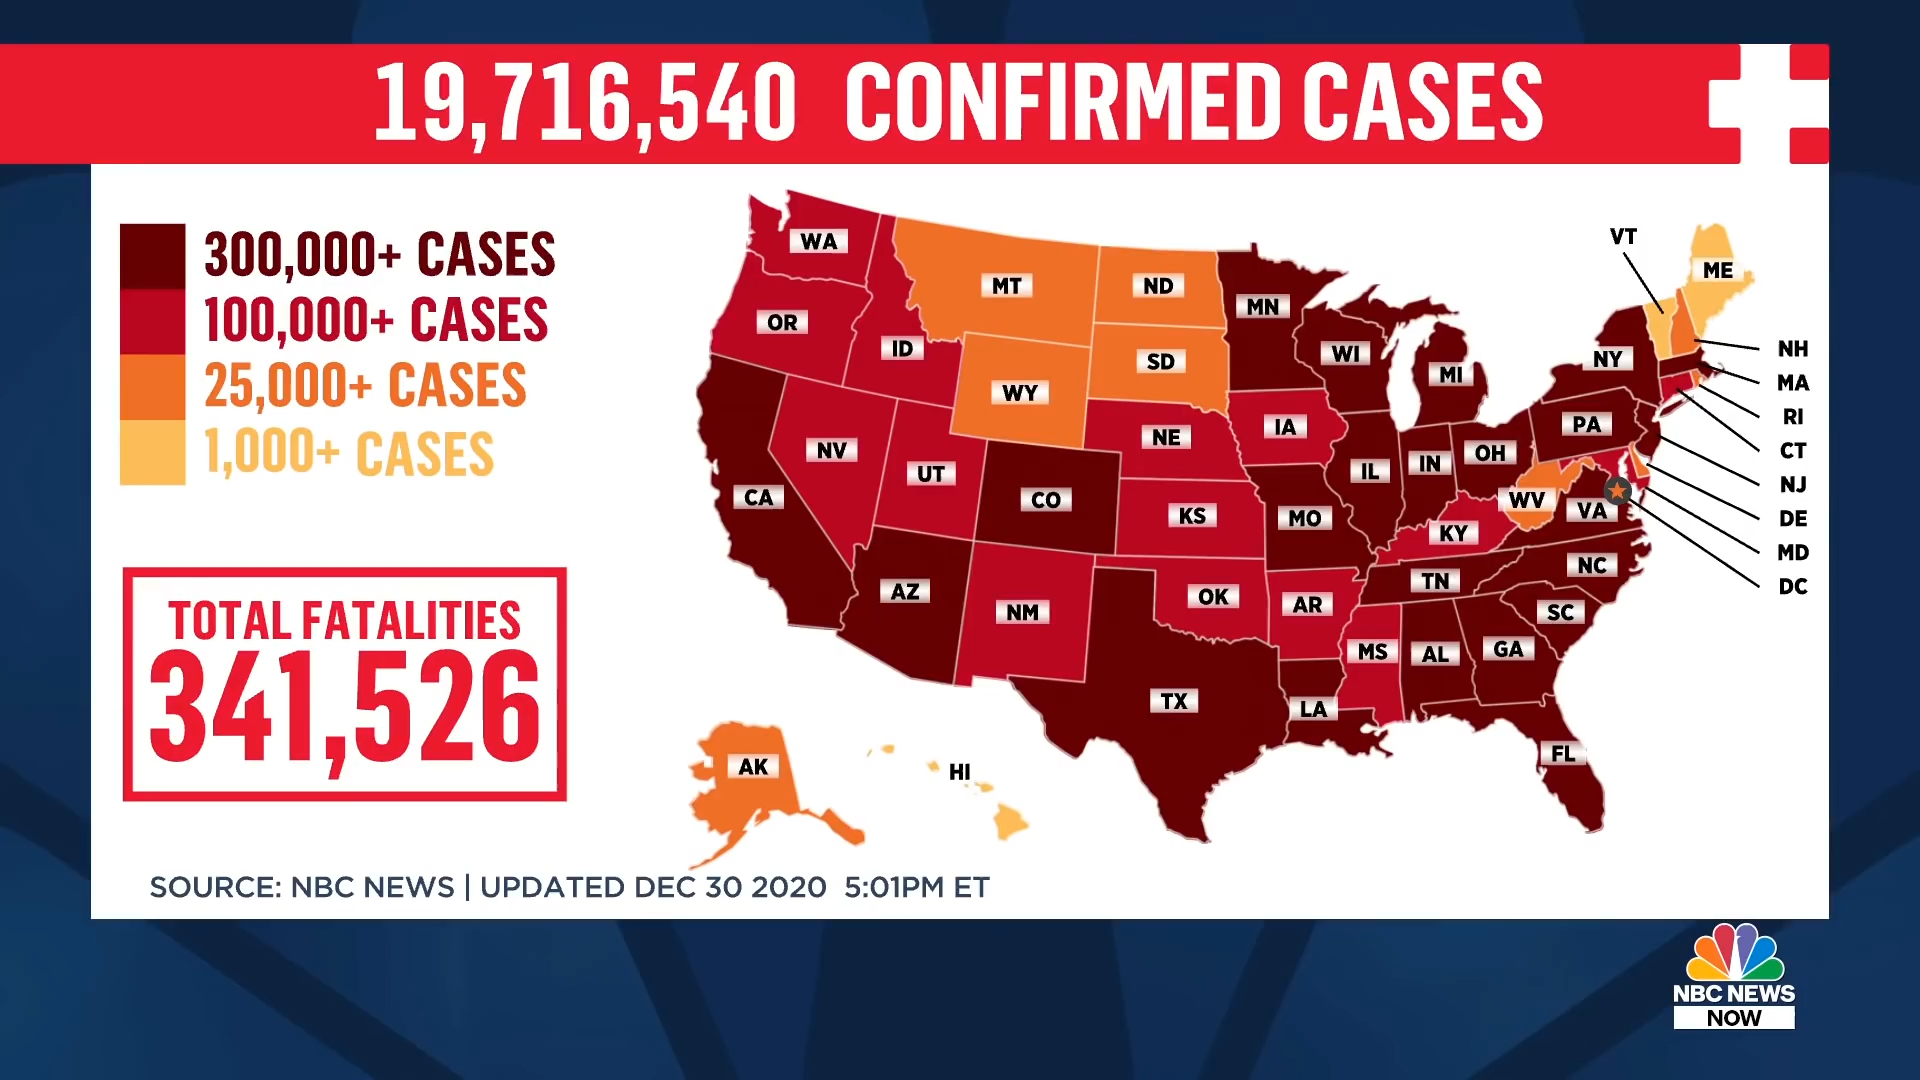 19,716,540 CONFIRMED CASES
300,000+ CASES
100,000+ CASES
25,000+ CASES
1,000+ CASES
TOTAL FATALITIES
341,526
WA
OR
ID
MT
ND
SD
WY
MN
WI
MI
NY
VT
ME
NH
MA
RI
CT
NJ
DE
MD
DC
PA
NV
UT
CA
CO
NE
IA
KS
MO
IL
IN
OH
WV
VA
KY
AZ
NM
OK
AR
TN
NC
SC
MS
AL
GA
TX
LA
FL
AK
HI
SOURCE: NBC NEWS | UPDATED DEC 30 2020 5:01PM ET
NBC NEWS
NOW